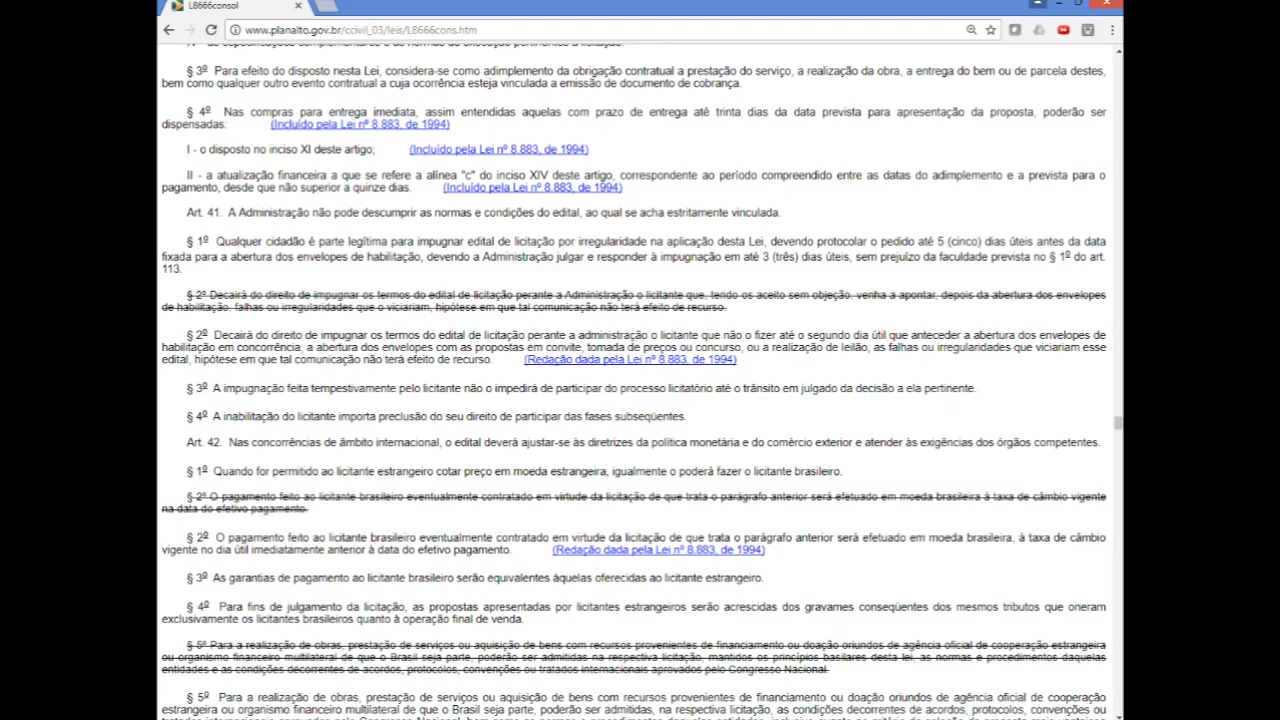 L8666consol
www.planalto.gov.br/ccivil_03/leis/L8666cons.htm
IV - as especificações complementares e as normas de execução pertinentes à licitação.
§ 3º Para efeito do disposto nesta Lei, considera-se como adimplemento da obrigação contratual a prestação do serviço, a realização da obra, a entrega do bem ou de parcela destes,
bem como qualquer outro evento contratual a cuja ocorrência esteja vinculada a emissão de documento de cobrança.
§ 4º Nas compras para entrega imediata, assim entendidas aquelas com prazo de entrega até trinta dias da data prevista para apresentação da proposta, poderão ser
dispensadas: (Incluído pela Lei nº 8.883, de 1994)
I - o disposto no inciso XI deste artigo; (Incluído pela Lei nº 8.883, de 1994)
II - a atualização financeira a que se refere a alínea "c" do inciso XIV deste artigo, correspondente ao período compreendido entre as datas do adimplemento e a prevista para o
pagamento, desde que não superior a quinze dias. (Incluído pela Lei nº 8.883, de 1994)
Art. 41. A Administração não pode descumprir as normas e condições do edital, ao qual se acha estritamente vinculada.
§ 1º Qualquer cidadão é parte legítima para impugnar edital de licitação por irregularidade na aplicação desta Lei, devendo protocolar o pedido até 5 (cinco) dias úteis antes da data
fixada para a abertura dos envelopes de habilitação, devendo a Administração julgar e responder à impugnação em até 3 (três) dias úteis, sem prejuízo da faculdade prevista no § 1º do art.
113.
§ 2º Decairá do direito de impugnar os termos do edital de licitação perante a Administração o licitante que, tendo os aceito sem objeção, venha a apontar, depois da abertura dos envelopes
de habilitação, falhas ou irregularidades que o viciariam, hipótese em que tal comunicação não terá efeito de recurso.
§ 2º Decairá do direito de impugnar os termos do edital de licitação perante a administração o licitante que não o fizer até o segundo dia útil que anteceder a abertura dos envelopes de
habilitação em concorrência, a abertura dos envelopes com as propostas em convite, tomada de preços ou concurso, ou a realização de leilão, as falhas ou irregularidades que viciariam esse
edital, hipótese em que tal comunicação não terá efeito de recurso. (Redação dada pela Lei nº 8.883, de 1994)
§ 3º A impugnação feita tempestivamente pelo licitante não o impedirá de participar do processo licitatório até o trânsito em julgado da decisão a ela pertinente.
§ 4º A inabilitação do licitante importa preclusão do seu direito de participar das fases subseqüentes.
Art. 42. Nas concorrências de âmbito internacional, o edital deverá ajustar-se às diretrizes da política monetária e do comércio exterior e atender às exigências dos órgãos competentes.
§ 1º Quando for permitido ao licitante estrangeiro cotar preço em moeda estrangeira, igualmente o poderá fazer o licitante brasileiro.
§ 2º O pagamento feito ao licitante brasileiro eventualmente contratado em virtude da licitação de que trata o parágrafo anterior será efetuado em moeda brasileira à taxa de câmbio vigente
na data do efetivo pagamento.
§ 2º O pagamento feito ao licitante brasileiro eventualmente contratado em virtude da licitação de que trata o parágrafo anterior será efetuado em moeda brasileira, à taxa de câmbio
vigente no dia útil imediatamente anterior à data do efetivo pagamento. (Redação dada pela Lei nº 8.883, de 1994)
§ 3º As garantias de pagamento ao licitante brasileiro serão equivalentes àquelas oferecidas ao licitante estrangeiro.
§ 4º Para fins de julgamento da licitação, as propostas apresentadas por licitantes estrangeiros serão acrescidas dos gravames conseqüentes dos mesmos tributos que oneram
exclusivamente os licitantes brasileiros quanto à operação final de venda.
§ 5º Para a realização de obras, prestação de serviços ou aquisição de bens com recursos provenientes de financiamento ou doação oriundos de agência oficial de cooperação estrangeira
ou organismo financeiro multilateral de que o Brasil seja parte, poderão ser admitidas na respectiva licitação, mantidos os princípios basilares desta lei, as normas e procedimentos daquelas
entidades e as condições decorrentes de acordos, protocolos, convenções ou tratados internacionais aprovados pelo Congresso Nacional.
§ 5º Para a realização de obras, prestação de serviços ou aquisição de bens com recursos provenientes de financiamento ou doação oriundos de agência oficial de cooperação
estrangeira ou organismo financeiro multilateral de que o Brasil seja parte, poderão ser admitidas, na respectiva licitação, as condições decorrentes de acordos, protocolos, convenções ou